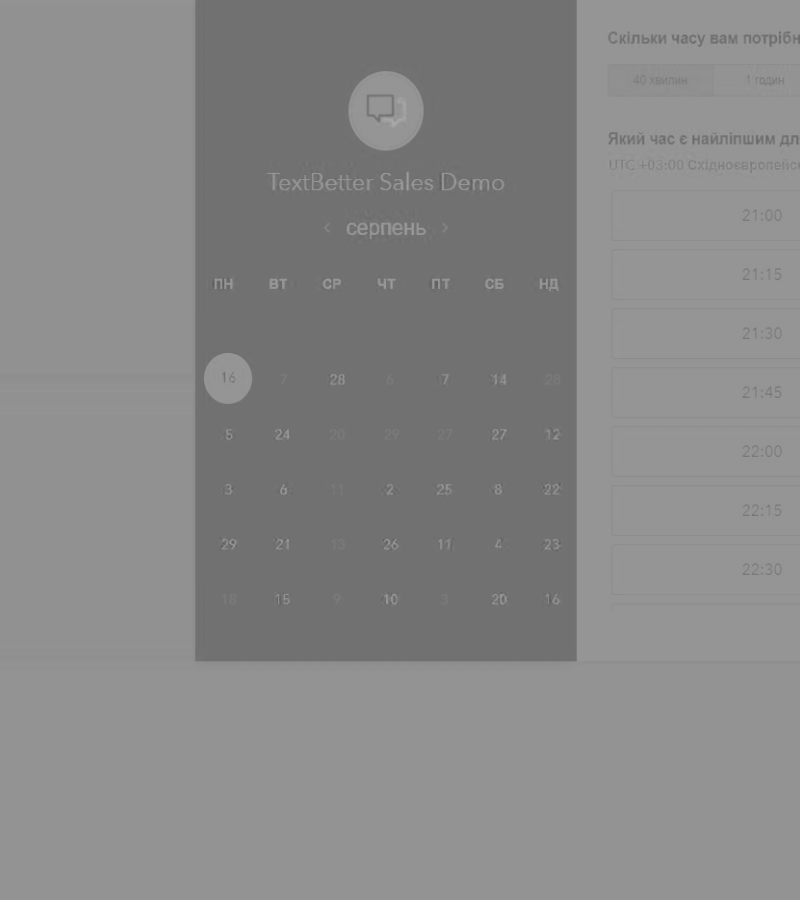 Скільки часу вам потрібн
40 хвилин 1 годин
TextBetter Sales Demo
серпень
Який час є найліпшим дл
UTC +03:00 Східноєвропейсь
ПН ВТ СР ЧТ ПТ СБ НД
16 7 28 6 7 14 28
5 24 20 29 27 27 12
3 6 11 2 25 8 22
29 21 13 26 11 4 23
18 15 9 10 3 20 16
21:00
21:15
21:30
21:45
22:00
22:15
22:30